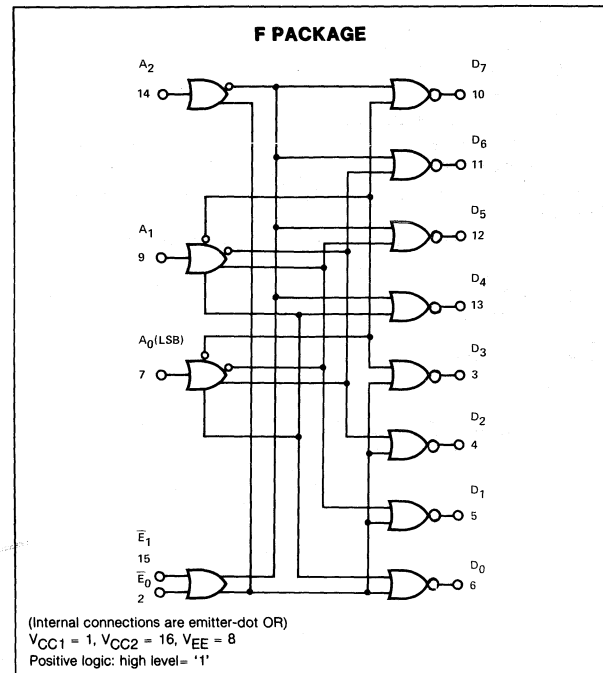 F PACKAGE
A2
14
D7
10
D6
11
A1
9
D5
12
D4
13
A0(LSB)
7
D3
3
D2
4
D1
5
E̅1
15
E̅0
2
D0
6
(Internal connections are emitter-dot OR)
VCC1 = 1, VCC2 = 16, VEE = 8
Positive logic: high level= '1'